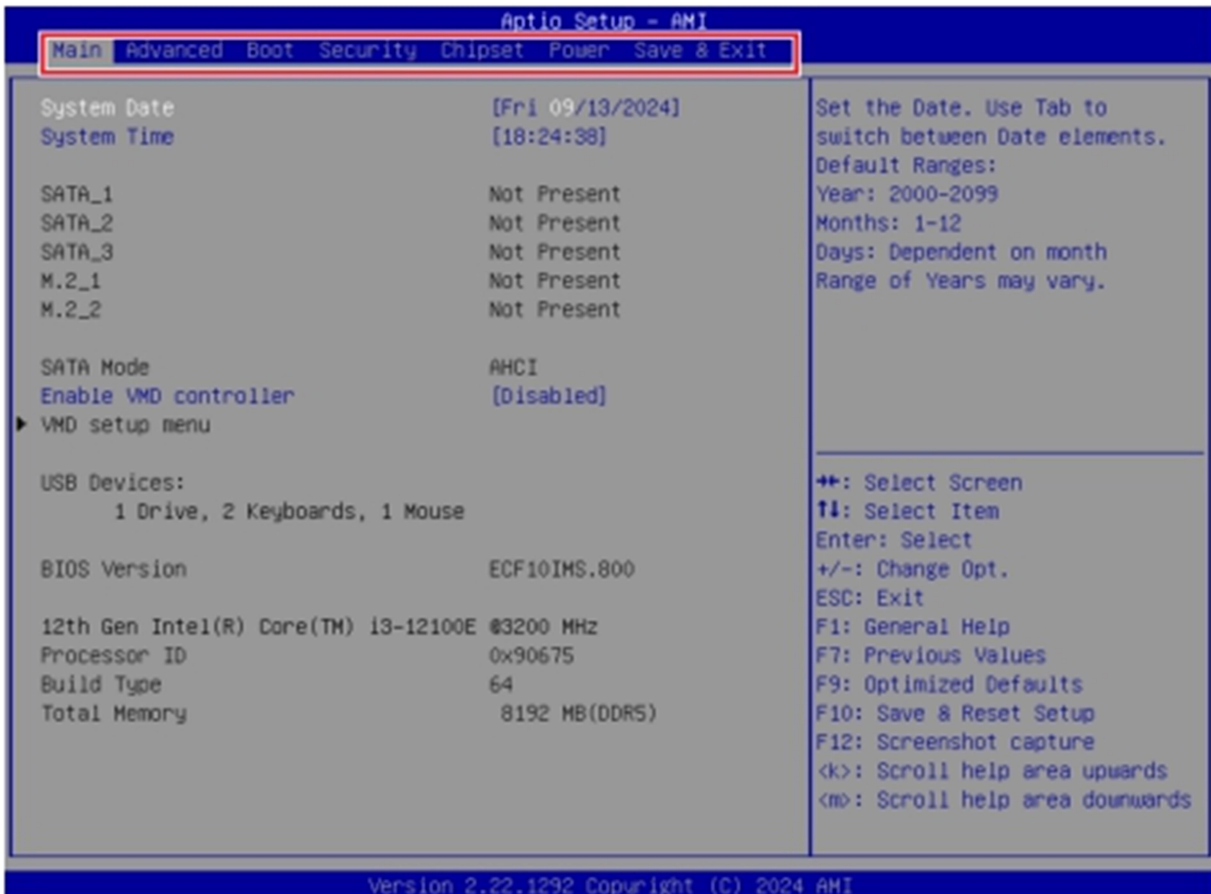 Aptio Setup - AMI
Main Advanced Boot Security Chipset Power Save & Exit
System Date [Fri 09/13/2024]
System Time [18:24:38]
SATA_1 Not Present
SATA_2 Not Present
SATA_3 Not Present
M.2_1 Not Present
M.2_2 Not Present
SATA Mode AHCI
Enable VMD controller [Disabled]
VMD setup menu
USB Devices:
1 Drive, 2 Keyboards, 1 Mouse
BIOS Version ECF10IMS.800
12th Gen Intel(R) Core(TM) i3-12100E @3200 MHz
Processor ID 0x90675
Build Type 64
Total Memory 8192 MB(DDR5)
Set the Date. Use Tab to
switch between Date elements.
Default Ranges:
Year: 2000-2099
Months: 1-12
Days: Dependent on month
Range of Years may vary.
→←: Select Screen
↑↓: Select Item
Enter: Select
+/-: Change Opt.
ESC: Exit
F1: General Help
F7: Previous Values
F9: Optimized Defaults
F10: Save & Reset Setup
F12: Screenshot capture
<k>: Scroll help area upwards
<m>: Scroll help area downwards
Version 2.22.1292 Copyright (C) 2024 AMI